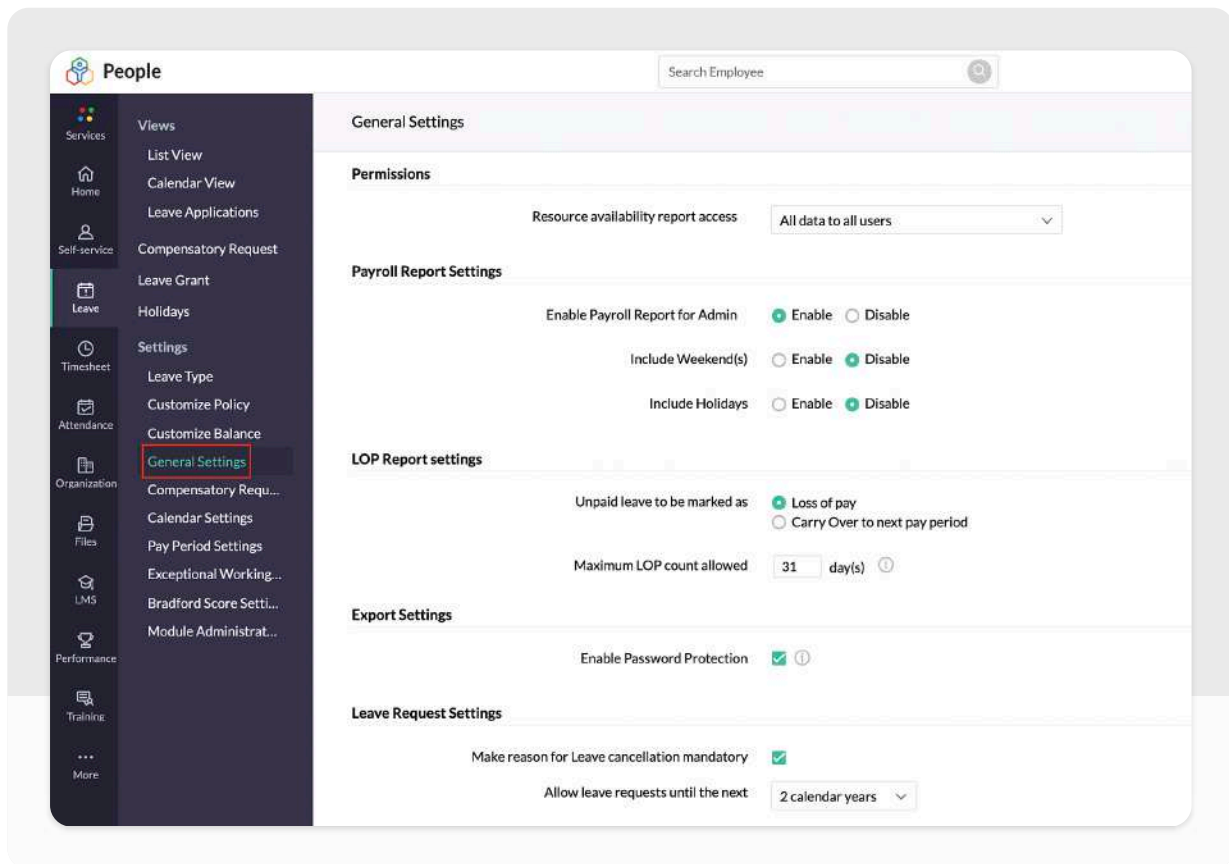 People
Search Employee
Services
Home
Self-service
Leave
Timesheet
Attendance
Organization
Files
LMS
Performance
Training
More
Views
List View
Calendar View
Leave Applications
Compensatory Request
Leave Grant
Holidays
Settings
Leave Type
Customize Policy
Customize Balance
General Settings
Compensatory Requ...
Calendar Settings
Pay Period Settings
Exceptional Working...
Bradford Score Setti...
Module Administrat...
General Settings
Permissions
Resource availability report access All data to all users
Payroll Report Settings
Enable Payroll Report for Admin Enable Disable
Include Weekend(s) Enable Disable
Include Holidays Enable Disable
LOP Report settings
Unpaid leave to be marked as Loss of pay
Carry Over to next pay period
Maximum LOP count allowed 31 day(s)
Export Settings
Enable Password Protection
Leave Request Settings
Make reason for Leave cancellation mandatory
Allow leave requests until the next 2 calendar years